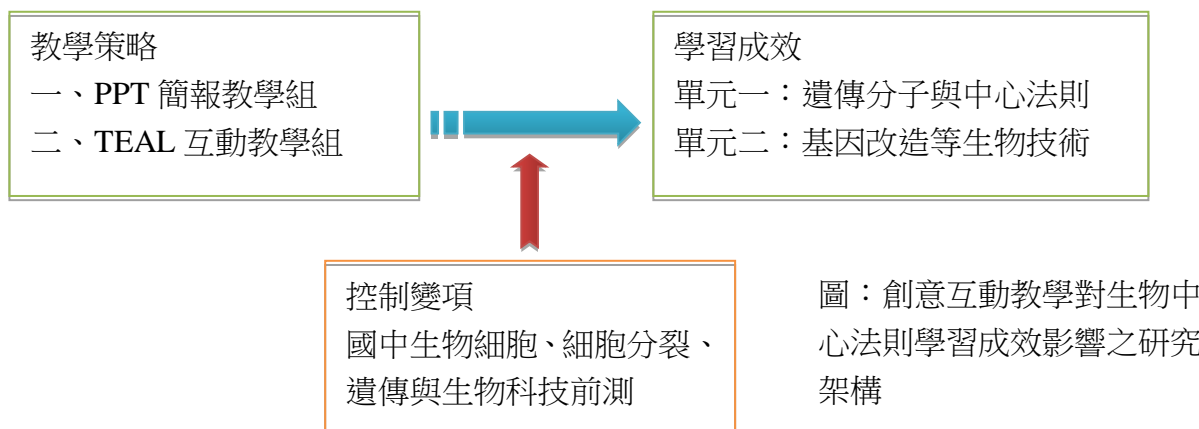 教學策略
一、PPT 簡報教學組
二、TEAL 互動教學組
學習成效
單元一：遺傳分子與中心法則
單元二：基因改造等生物技術
控制變項
國中生物細胞、細胞分裂、
遺傳與生物科技前測
圖：創意互動教學對生物中
心法則學習成效影響之研究
架構